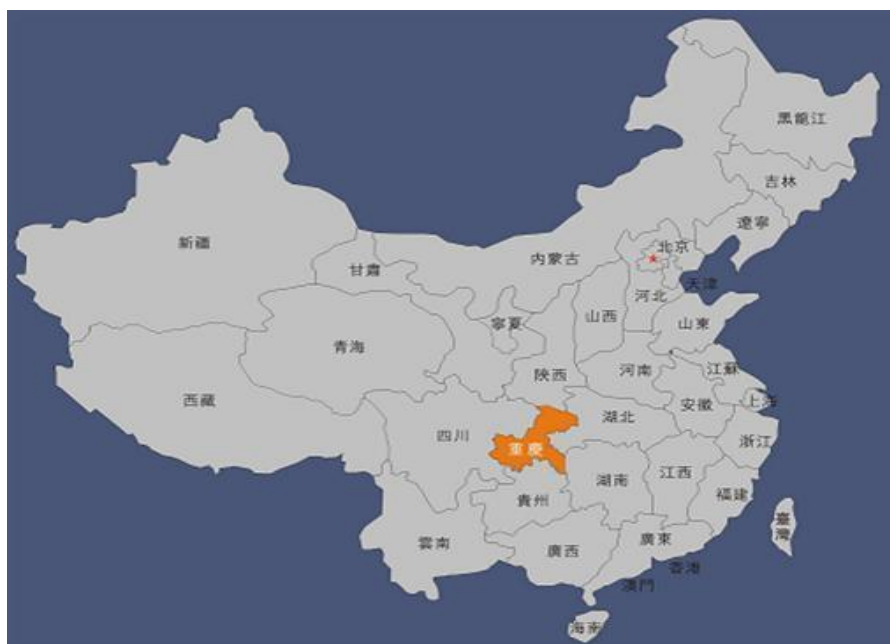 黑龍江
吉林
遼寧
北京
新疆
內蒙古
甘肅
天津
河北
寧夏
山西
山東
青海
陝西
河南
江蘇
西藏
安徽
上海
湖北
四川
重慶
浙江
湖南
江西
貴州
福建
臺灣
雲南
廣西
廣東
香港
澳門
海南